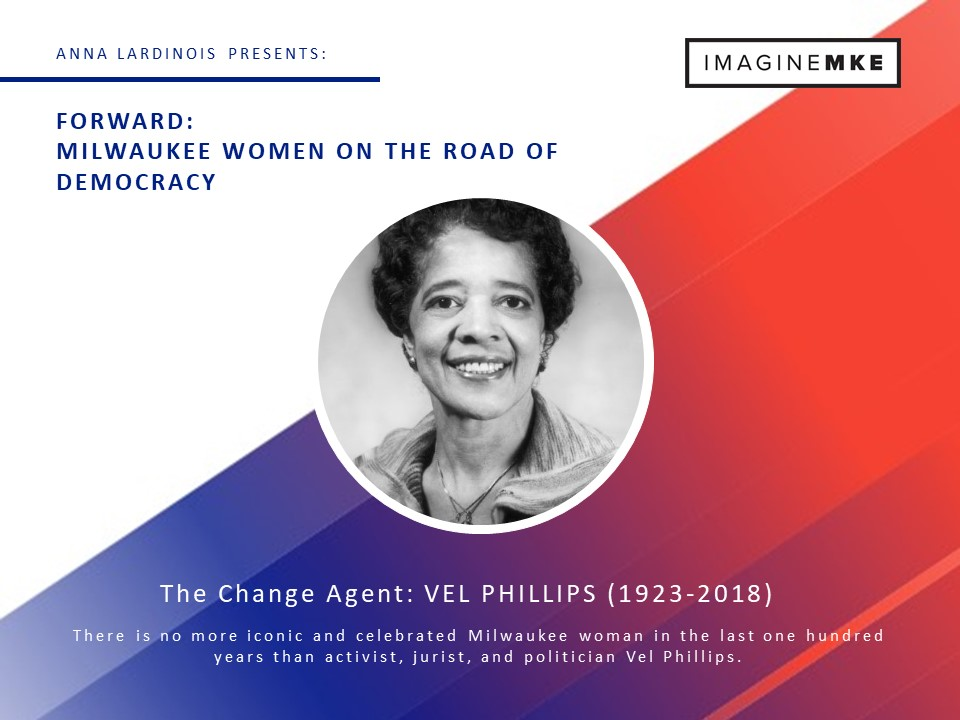 ANNA LARDINOIS PRESENTS:
IMAGINEMKE
FORWARD:
MILWAUKEE WOMEN ON THE ROAD OF
DEMOCRACY
The Change Agent: VEL PHILLIPS (1923-2018)
There is no more iconic and celebrated Milwaukee woman in the last one hundred
years than activist, jurist, and politician Vel Phillips.